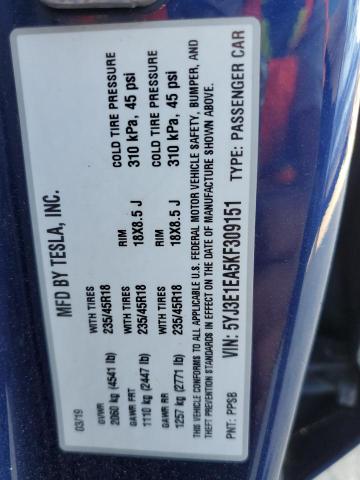 MFD BY TESLA, INC.
03/19
GVWR
2060 kg (4541 lb)
GAWR FRT WITH TIRES RIM COLD TIRE PRESSURE
1110 kg (2447 lb) 235/45R18 18X8.5 J 310 kPa, 45 psi
GAWR RR WITH TIRES RIM COLD TIRE PRESSURE
1257 kg (2771 lb) 235/45R18 18X8.5 J 310 kPa, 45 psi
THIS VEHICLE CONFORMS TO ALL APPLICABLE U.S. FEDERAL MOTOR VEHICLE SAFETY, BUMPER, AND
THEFT PREVENTION STANDARDS IN EFFECT ON THE DATE OF MANUFACTURE SHOWN ABOVE.
PNT: PPSB VIN: 5YJ3E1EA5KF309151 TYPE: PASSENGER CAR